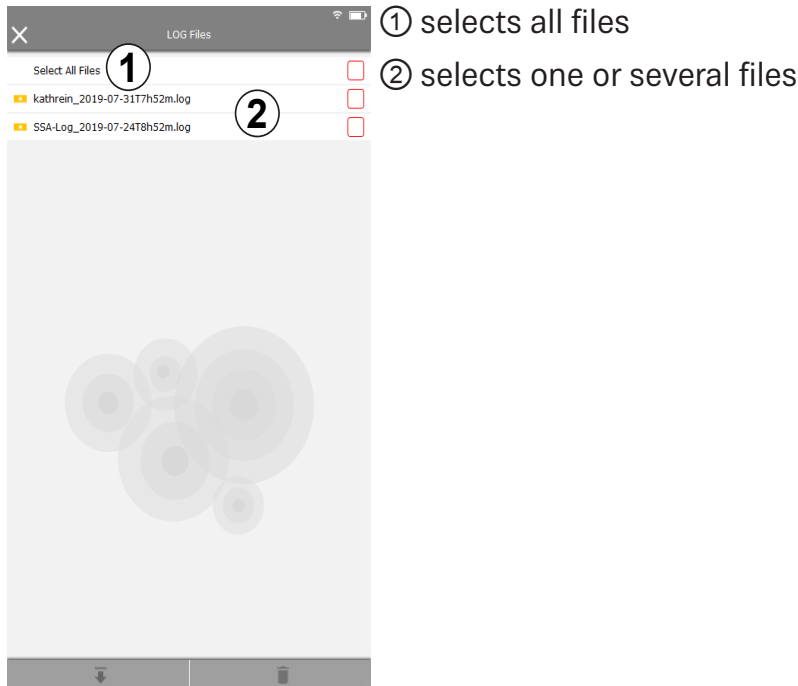 LOG Files
Select All Files
1
kathrein_2019-07-31T7h52m.log
2
SSA-Log_2019-07-24T8h52m.log
① selects all files
② selects one or several files